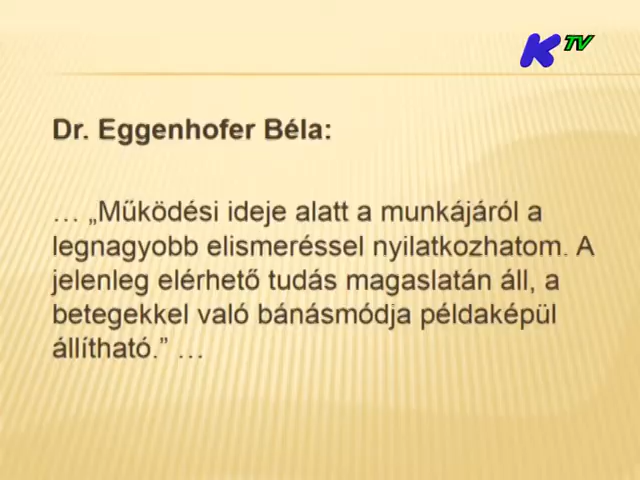 K TV
Dr. Eggenhofer Béla:
… „Működési ideje alatt a munkájáról a
legnagyobb elismeréssel nyilatkozhatom. A
jelenleg elérhető tudás magaslatán áll, a
betegekkel való bánásmódja példaképül
állítható.” …